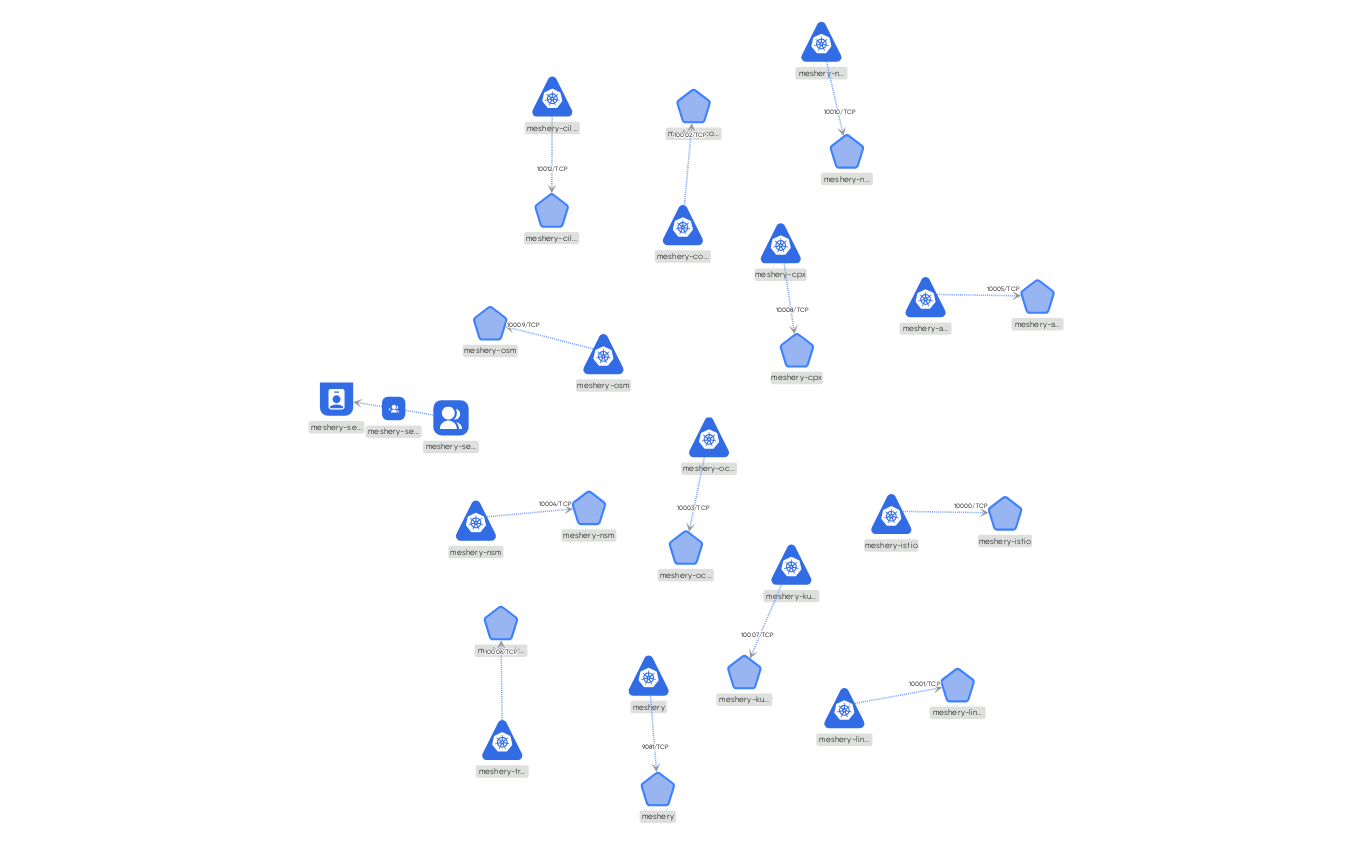 meshery-n...
10010/TCP
meshery-n...
meshery-cil...
10012/TCP
meshery-cil...
10002/TCP
meshery-co...
meshery-cpx
10008/TCP
meshery-cpx
meshery-a...
10005/TCP
meshery-a...
meshery-osm
10009/TCP
meshery-osm
meshery-se...
meshery-se...
meshery-se...
meshery-oc...
10003/TCP
meshery-oc...
meshery-nsm
10004/TCP
meshery-nsm
meshery-istio
10000/TCP
meshery-istio
meshery-ku...
10007/TCP
meshery-ku...
10006/TCP
meshery-tr...
meshery
9081/TCP
meshery
meshery-lin...
10001/TCP
meshery-lin...